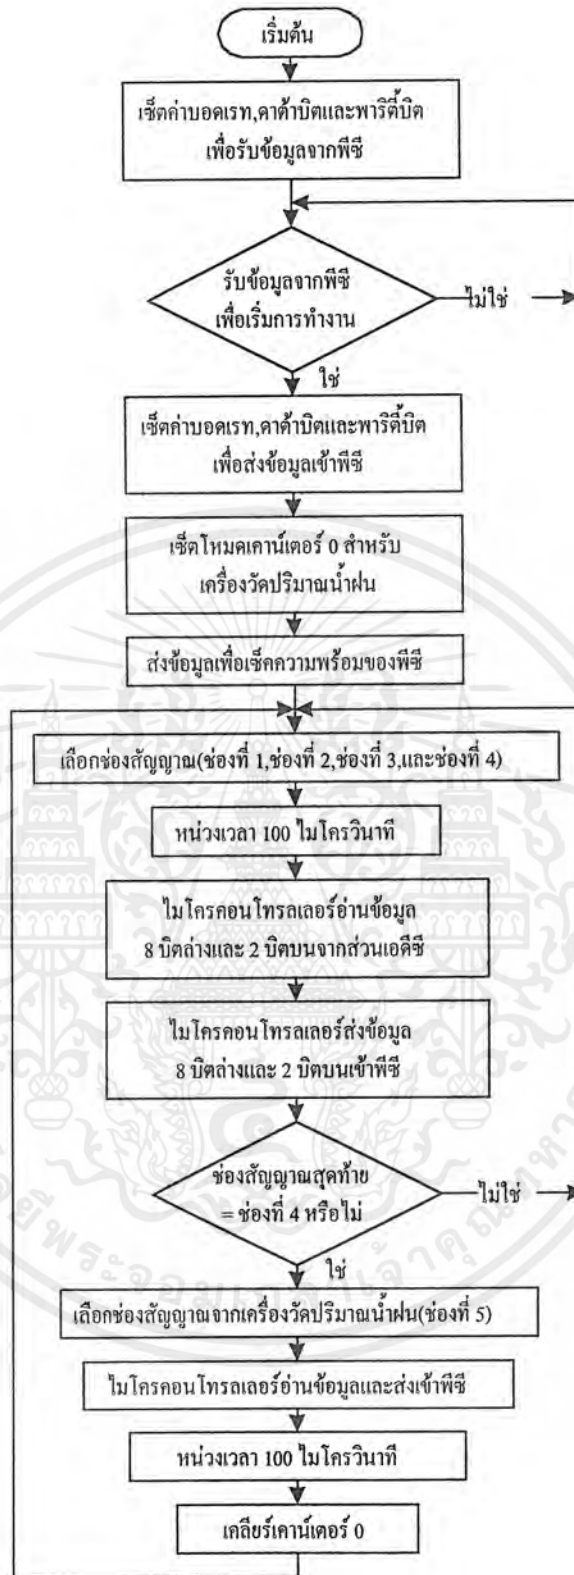 เริ่มต้น
เซ็ตค่าบอดเรท,ดาต้าบิตและพาริตี้บิต
เพื่อรับข้อมูลจากพีซี
รับข้อมูลจากพีซี
เพื่อเริ่มการทำงาน
ไม่ใช่
ใช่
เซ็ตค่าบอดเรท,ดาต้าบิตและพาริตี้บิต
เพื่อส่งข้อมูลเข้าพีซี
เซ็ตโหมดเคาน์เตอร์ 0 สำหรับ
เครื่องวัดปริมาณน้ำฝน
ส่งข้อมูลเพื่อเช็คความพร้อมของพีซี
เลือกช่องสัญญาณ(ช่องที่ 1,ช่องที่ 2,ช่องที่ 3,และช่องที่ 4)
หน่วงเวลา 100 ไมโครวินาที
ไมโครคอนโทรลเลอร์อ่านข้อมูล
8 บิตล่างและ 2 บิตบนจากส่วนเอดีซี
ไมโครคอนโทรลเลอร์ส่งข้อมูล
8 บิตล่างและ 2 บิตบนเข้าพีซี
ช่องสัญญาณสุดท้าย
= ช่องที่ 4 หรือไม่
ไม่ใช่
ใช่
เลือกช่องสัญญาณจากเครื่องวัดปริมาณน้ำฝน(ช่องที่ 5)
ไมโครคอนโทรลเลอร์อ่านข้อมูลและส่งเข้าพีซี
หน่วงเวลา 100 ไมโครวินาที
เคลียร์เคาน์เตอร์ 0